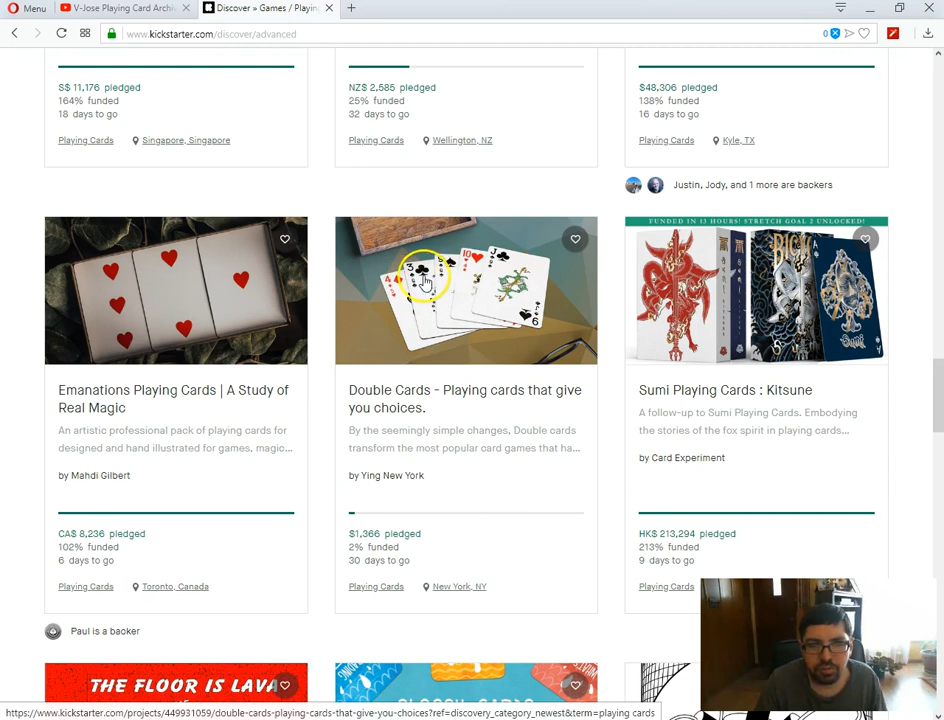 Menu
V-Jose Playing Card Archi
Discover » Games / Playin
www.kickstarter.com/discover/advanced
0
S$ 11,176 pledged
164% funded
18 days to go
Playing Cards
Singapore, Singapore
NZ$ 2,585 pledged
25% funded
32 days to go
Playing Cards
Wellington, NZ
$48,306 pledged
138% funded
16 days to go
Playing Cards
Kyle, TX
Justin, Jody, and 1 more are backers
4
3
10
J
9
FUNDED IN 13 HOURS! STRETCH GOAL 2 UNLOCKED!
BICYCLE
A
A
Emanations Playing Cards | A Study of
Real Magic
An artistic professional pack of playing cards for
designed and hand illustrated for games, magic...
by Mahdi Gilbert
CA$ 8,236 pledged
102% funded
6 days to go
Playing Cards
Toronto, Canada
Paul is a backer
Double Cards - Playing cards that give
you choices.
By the seemingly simple changes, Double cards
transform the most popular card games that ha...
by Ying New York
$1,366 pledged
2% funded
30 days to go
Playing Cards
New York, NY
Sumi Playing Cards : Kitsune
A follow-up to Sumi Playing Cards. Embodying
the stories of the fox spirit in playing cards...
by Card Experiment
HK$ 213,294 pledged
213% funded
9 days to go
Playing Cards
THE FLOOR IS LAVA
https://www.kickstarter.com/projects/449931059/double-cards-playing-cards-that-give-you-choices?ref=discovery_category_newest&term=playing cards